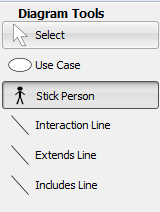 Diagram Tools
Select
Use Case
Stick Person
Interaction Line
Extends Line
Includes Line